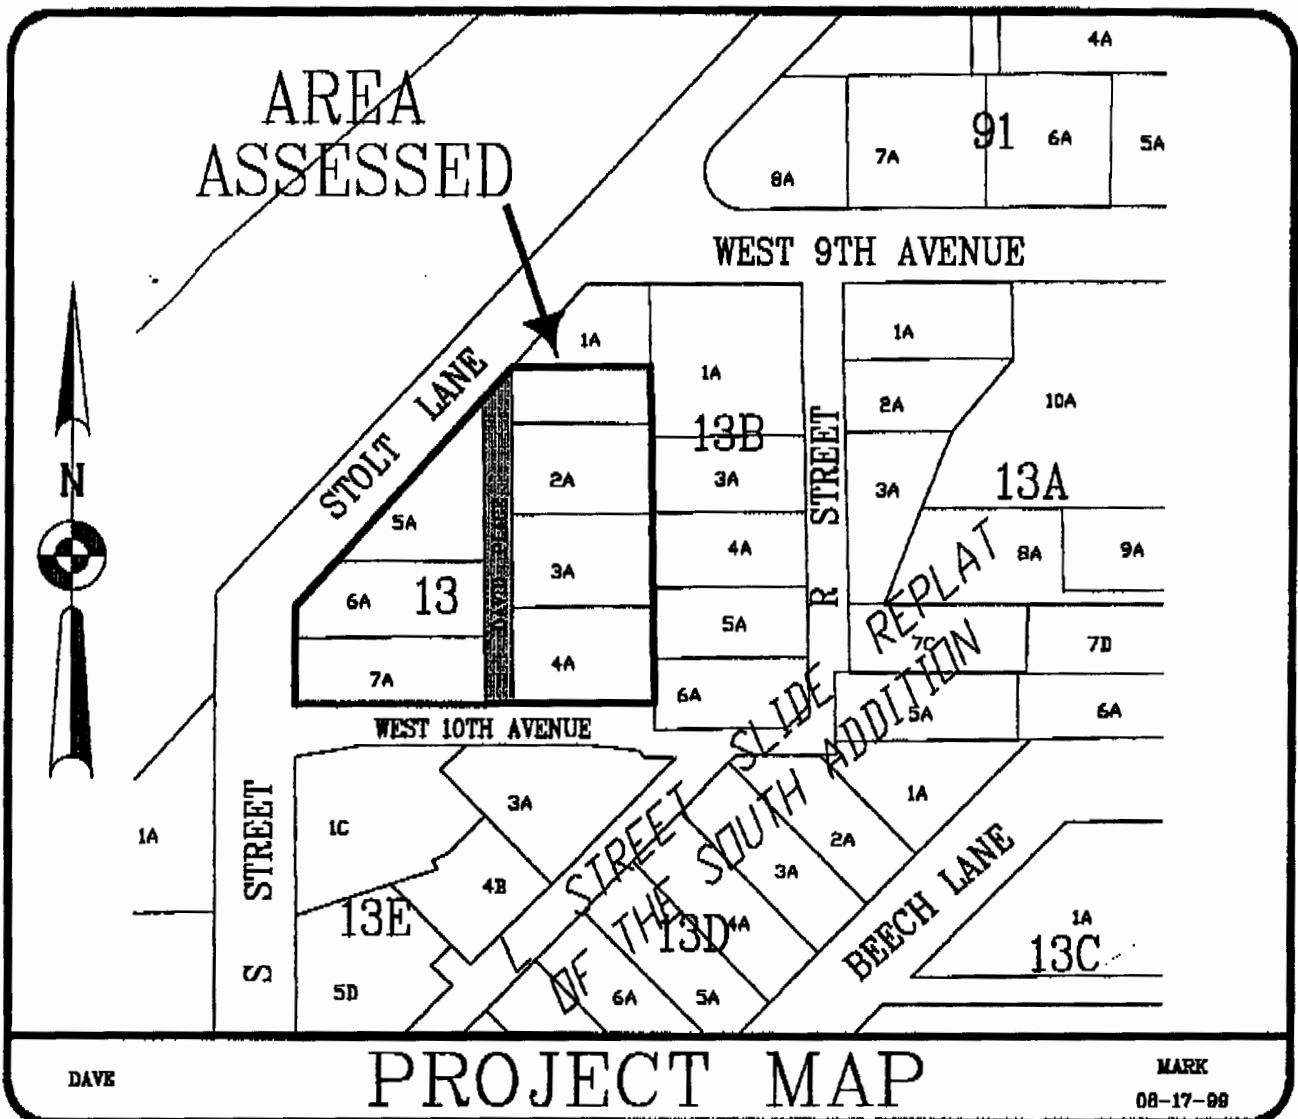 AREA
ASSESSED
4A
91
7A
6A
5A
8A
WEST 9TH AVENUE
1A
1A
1A
2A
10A
STOLT LANE
13B
R STREET
2A
3A
3A
13A
N
5A
4A
8A
9A
3A
6A
13
5A
7C
7D
4A
7A
6A
5A
6A
WEST 10TH AVENUE
L STREET SLIDE REPLAT
OF THE SOUTH ADDITION
S STREET
1A
1C
3A
1A
2A
3A
4B
4A
13E
13D
BEECH LANE
1A
13C
5D
6A
5A
DAVE
PROJECT MAP
MARK